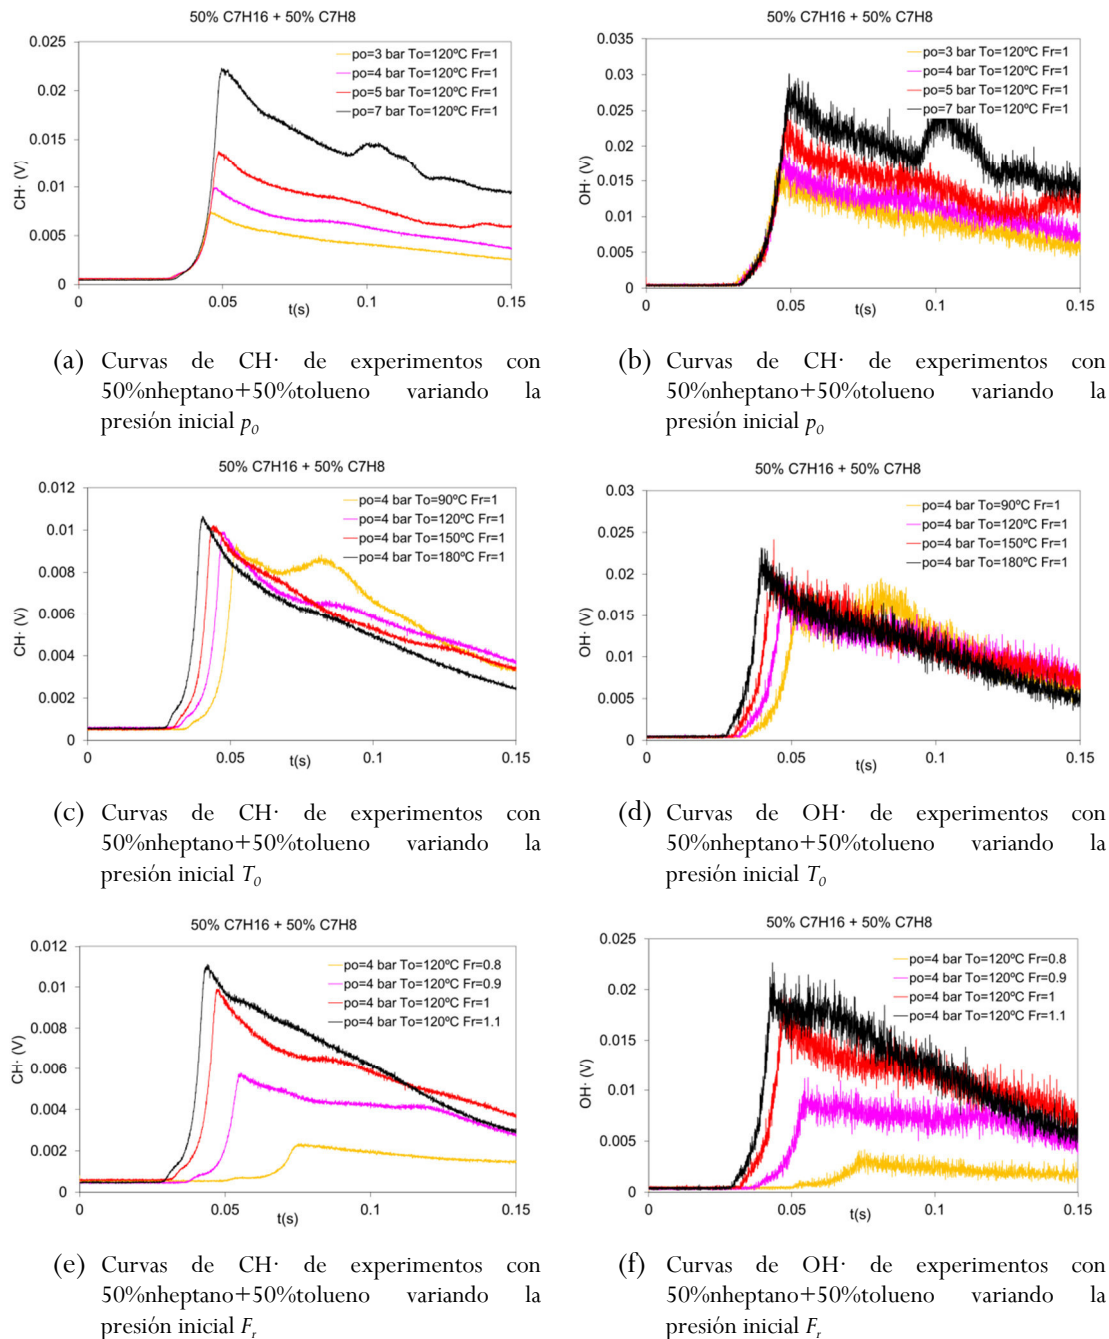 50% C7H16 + 50% C7H8
0.025
0.02
0.015
0.01
0.005
0
CH· (V)
po=3 bar To=120ºC Fr=1
po=4 bar To=120ºC Fr=1
po=5 bar To=120ºC Fr=1
po=7 bar To=120ºC Fr=1
0
0.05
0.1
0.15
t(s)
50% C7H16 + 50% C7H8
0.035
0.03
0.025
0.02
0.015
0.01
0.005
0
OH· (V)
po=3 bar To=120ºC Fr=1
po=4 bar To=120ºC Fr=1
po=5 bar To=120ºC Fr=1
po=7 bar To=120ºC Fr=1
0
0.05
0.1
0.15
t(s)
(a) Curvas de CH· de experimentos con
50%nheptano+50%tolueno variando la
presión inicial p0
(b) Curvas de CH· de experimentos con
50%nheptano+50%tolueno variando la
presión inicial p0
50% C7H16 + 50% C7H8
0.012
0.01
0.008
0.006
0.004
0.002
0
CH· (V)
po=4 bar To=90ºC Fr=1
po=4 bar To=120ºC Fr=1
po=4 bar To=150ºC Fr=1
po=4 bar To=180ºC Fr=1
0
0.05
0.1
0.15
t(s)
50% C7H16 + 50% C7H8
0.03
0.025
0.02
0.015
0.01
0.005
0
OH· (V)
po=4 bar To=90ºC Fr=1
po=4 bar To=120ºC Fr=1
po=4 bar To=150ºC Fr=1
po=4 bar To=180ºC Fr=1
0
0.05
0.1
0.15
t(s)
(c) Curvas de CH· de experimentos con
50%nheptano+50%tolueno variando la
presión inicial T0
(d) Curvas de OH· de experimentos con
50%nheptano+50%tolueno variando la
presión inicial T0
50% C7H16 + 50% C7H8
0.012
0.01
0.008
0.006
0.004
0.002
0
CH· (V)
po=4 bar To=120ºC Fr=0.8
po=4 bar To=120ºC Fr=0.9
po=4 bar To=120ºC Fr=1
po=4 bar To=120ºC Fr=1.1
0
0.05
0.1
0.15
t(s)
50% C7H16 + 50% C7H8
0.025
0.02
0.015
0.01
0.005
0
OH· (V)
po=4 bar To=120ºC Fr=0.8
po=4 bar To=120ºC Fr=0.9
po=4 bar To=120ºC Fr=1
po=4 bar To=120ºC Fr=1.1
0
0.05
0.1
0.15
t(s)
(e) Curvas de CH· de experimentos con
50%nheptano+50%tolueno variando la
presión inicial Fr
(f) Curvas de OH· de experimentos con
50%nheptano+50%tolueno variando la
presión inicial Fr